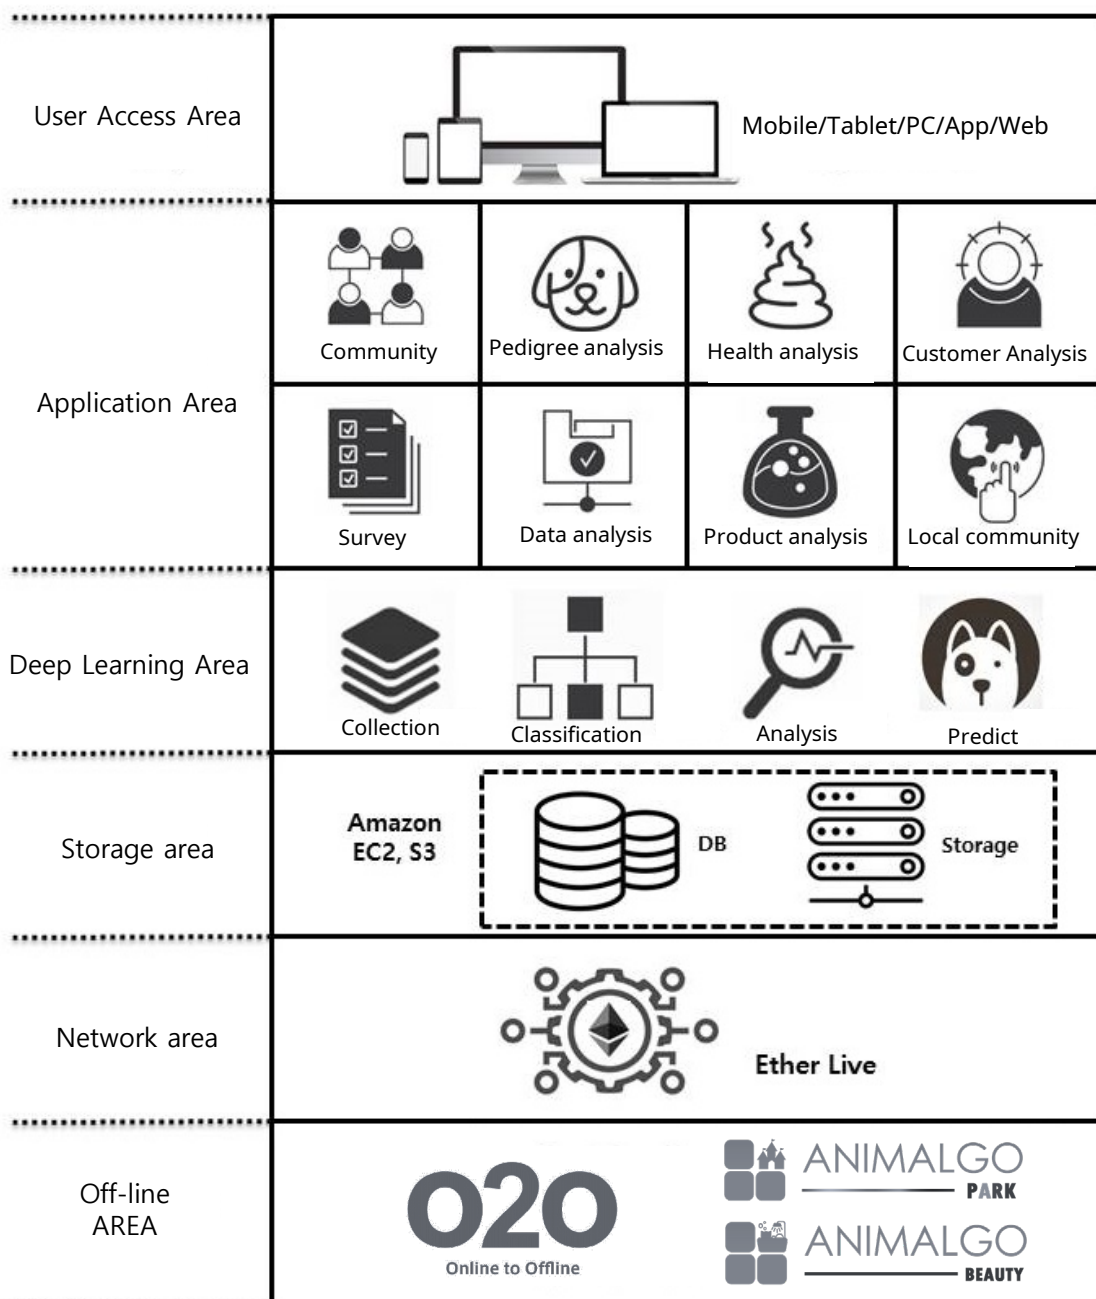 User Access Area
Mobile/Tablet/PC/App/Web
Application Area
Community
Pedigree analysis
Health analysis
Customer Analysis
Survey
Data analysis
Product analysis
Local community
Deep Learning Area
Collection
Classification
Analysis
Predict
Storage area
Amazon
EC2, S3
DB
Storage
Network area
Ether Live
Off-line
AREA
O2O
Online to Offline
ANIMALGO
PARK
ANIMALGO
BEAUTY